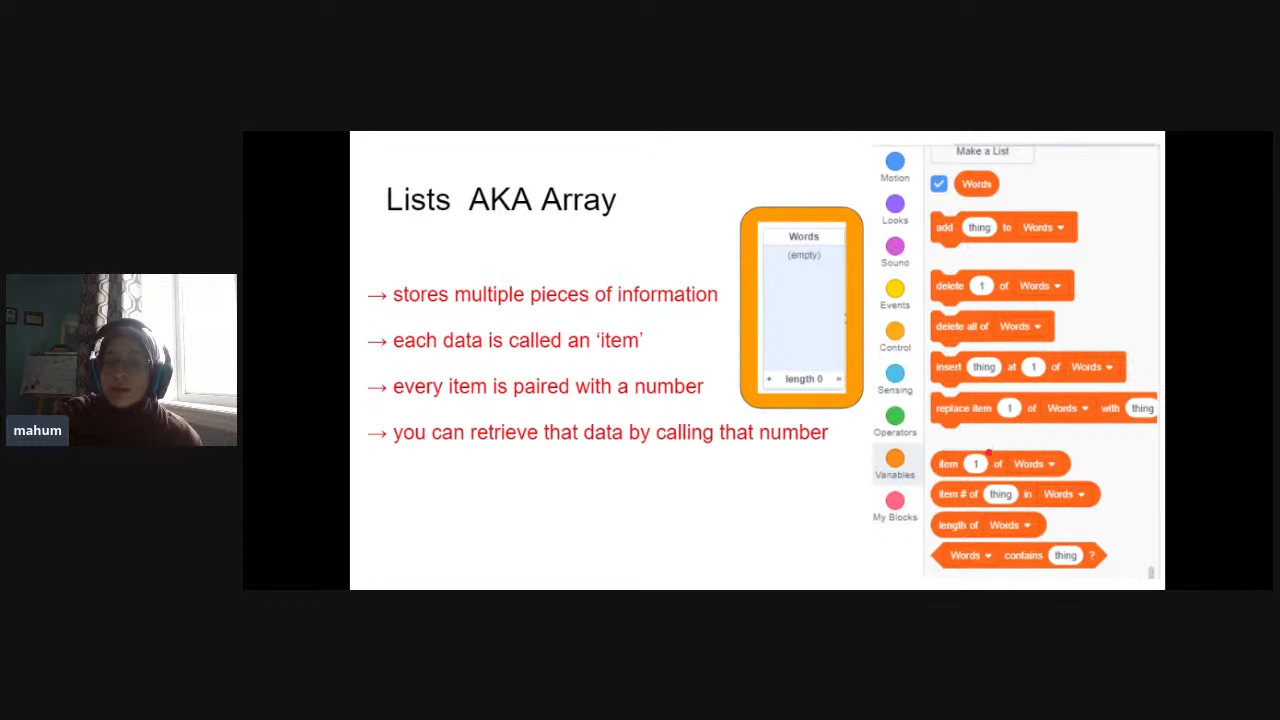 mahum
Lists AKA Array
→ stores multiple pieces of information
→ each data is called an ‘item’
→ every item is paired with a number
→ you can retrieve that data by calling that number
Words
(empty)
+ length 0 =
Motion
Looks
Sound
Events
Control
Sensing
Operators
Variables
My Blocks
Make a List
Words
add thing to Words
delete 1 of Words
delete all of Words
insert thing at 1 of Words
replace item 1 of Words with thing
item 1 of Words
item # of thing in Words
length of Words
Words contains thing ?